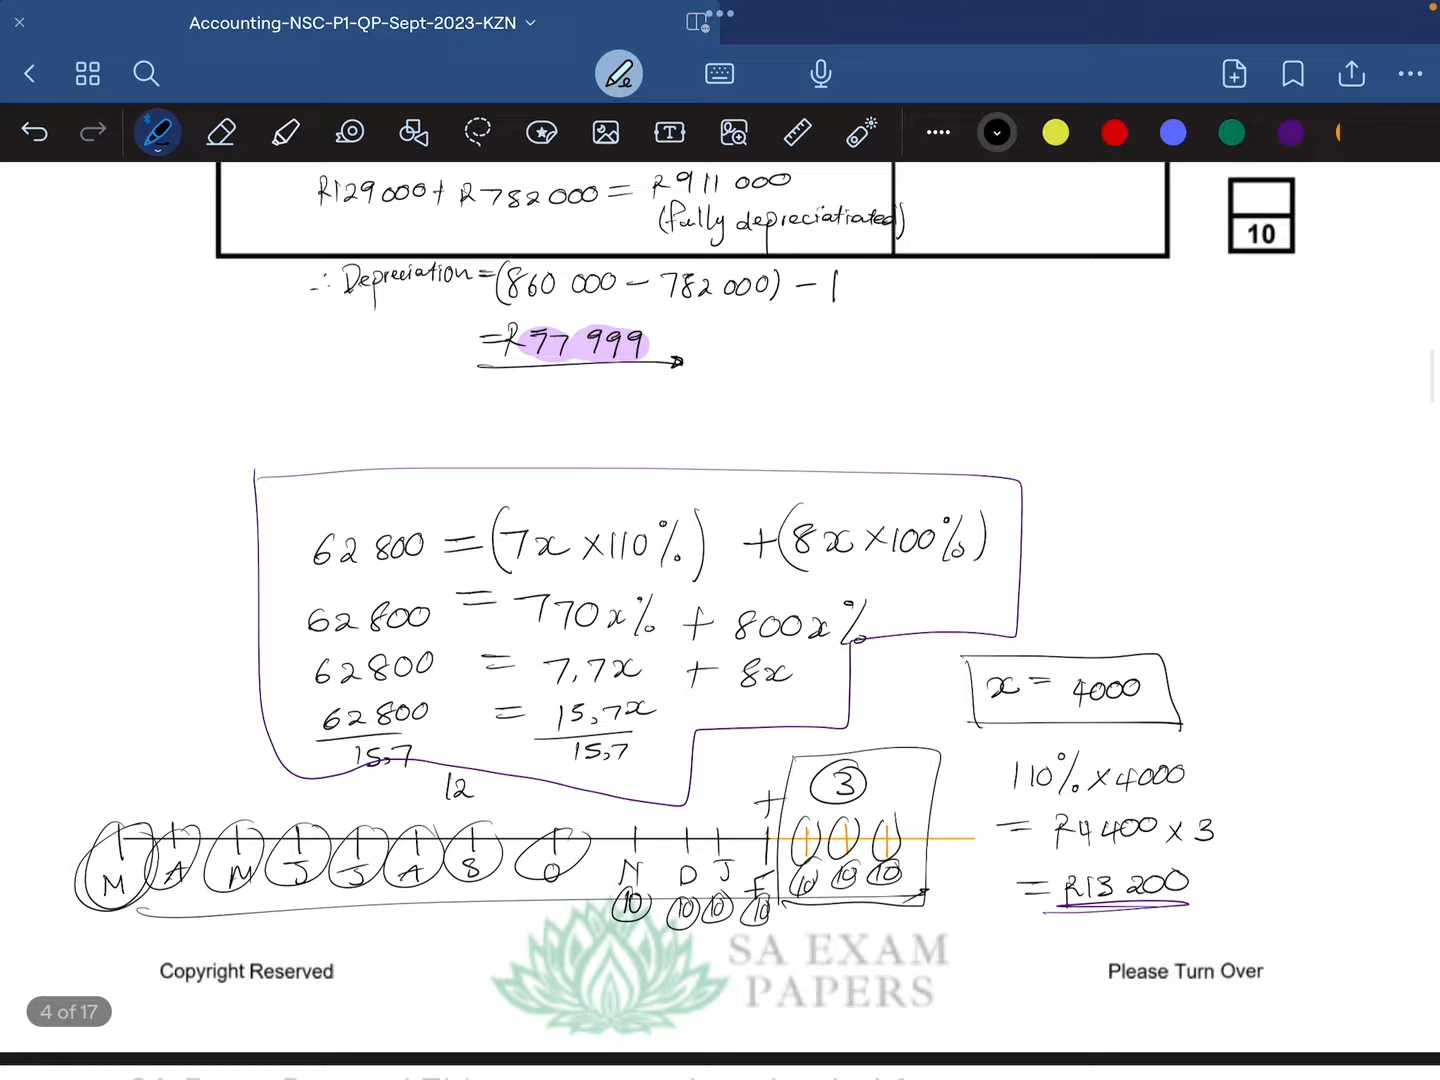 Accounting-NSC-P1-QP-Sept-2023-KZN
R129 000 + R782 000 = R911 000
(fully depreciatiated)
10
∴ Depreciation = (860 000 - 782 000) - 1
= R77 999
62 800 = (7x × 110%) + (8x × 100%)
62 800 = 770x% + 800x%
62 800 = 7,7x + 8x
62 800 = 15,7x
15,7 15,7
x = 4000
12
3
110% × 4000
= R4 400 × 3
= R13 200
M A M J J A S O N D J F 10 10 10
10 10 10 10
SA EXAM
PAPERS
Copyright Reserved
Please Turn Over
4 of 17